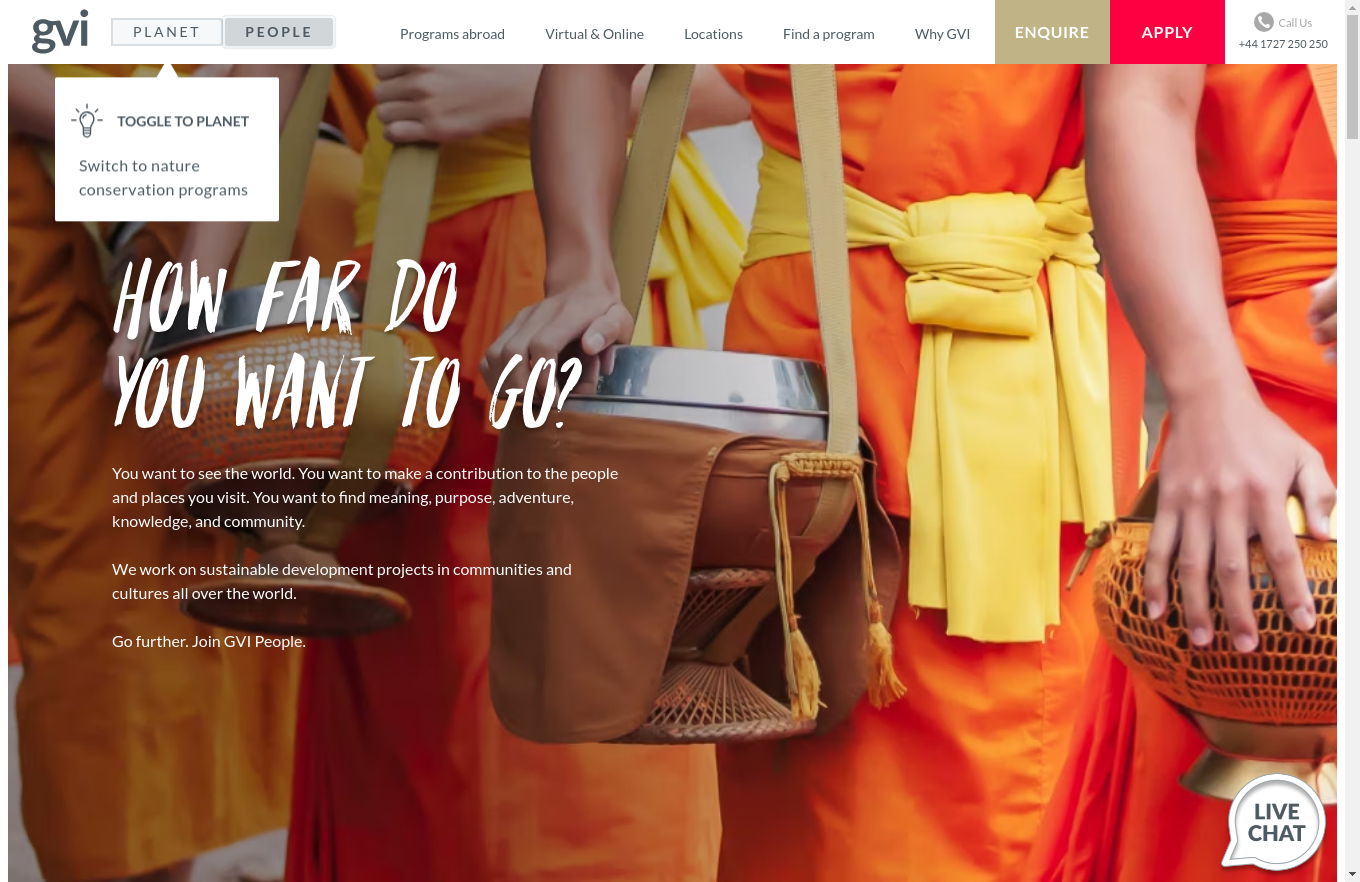 gvi
PLANET
PEOPLE
Programs abroad
Virtual & Online
Locations
Find a program
Why GVI
ENQUIRE
APPLY
Call Us
+44 1727 250 250
TOGGLE TO PLANET
Switch to nature
conservation programs
HOW FAR DO
YOU WANT TO GO?
You want to see the world. You want to make a contribution to the people
and places you visit. You want to find meaning, purpose, adventure,
knowledge, and community.
We work on sustainable development projects in communities and
cultures all over the world.
Go further. Join GVI People.
LIVE
CHAT